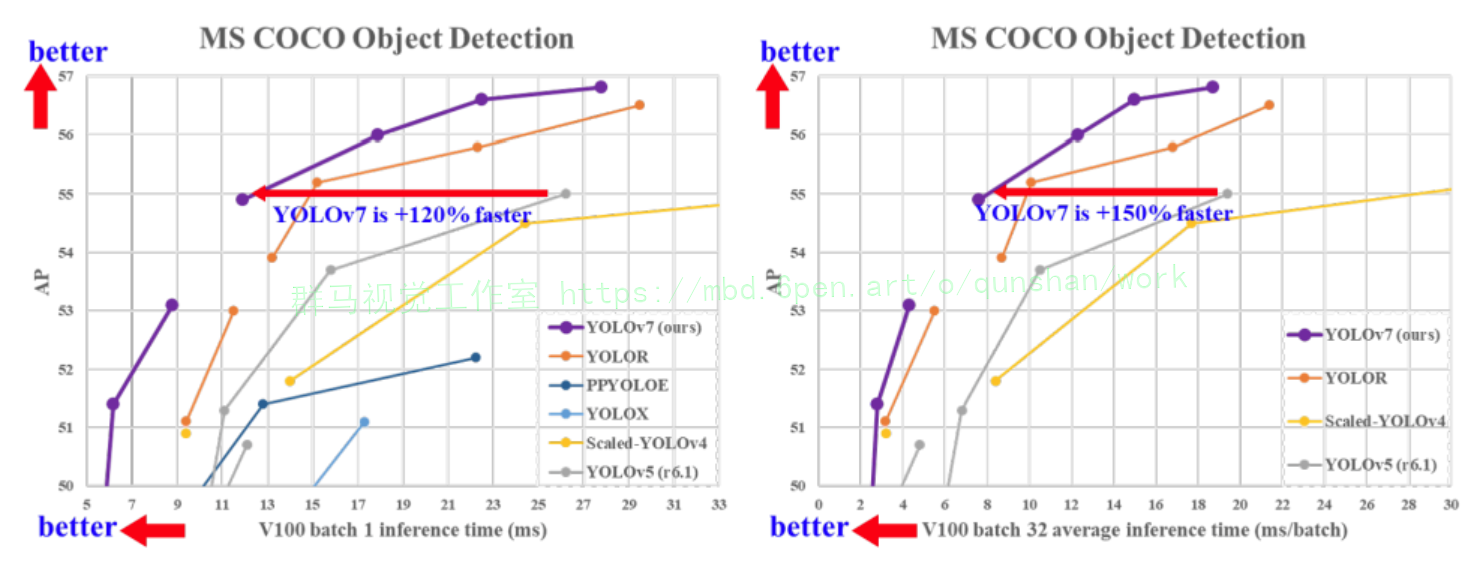 MS COCO Object Detection
better
57
56
55
54
53
52
51
50
AP
YOLOv7 is +120% faster
YOLOv7 (ours)
YOLOR
PPYOLOE
YOLOX
Scaled-YOLOv4
YOLOv5 (r6.1)
5 7 9 11 13 15 17 19 21 23 25 27 29 31 33
better
V100 batch 1 inference time (ms)
MS COCO Object Detection
better
57
56
55
54
53
52
51
50
AP
YOLOv7 is +150% faster
YOLOv7 (ours)
YOLOR
Scaled-YOLOv4
YOLOv5 (r6.1)
0 2 4 6 8 10 12 14 16 18 20 22 24 26 28 30
better
V100 batch 32 average inference time (ms/batch)
群马视觉工作室 https://mbd.6pen.art/o/qunshan/work